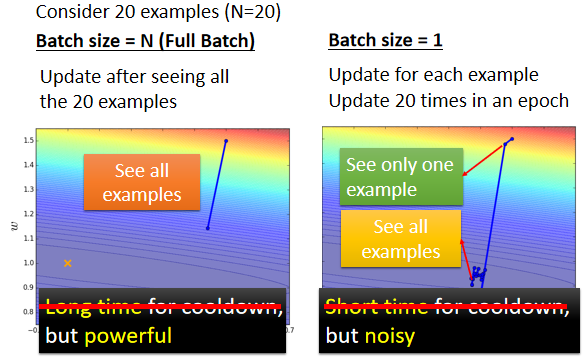 Consider 20 examples (N=20)
Batch size = N (Full Batch)
Update after seeing all
the 20 examples
See all
examples
1.5
1.4
1.3
1.2
1.1
1.0
0.9
0.8
w
Long time for cooldown,
but powerful
0.7
Batch size = 1
Update for each example
Update 20 times in an epoch
See only one
example
See all
examples
Short time for cooldown,
but noisy